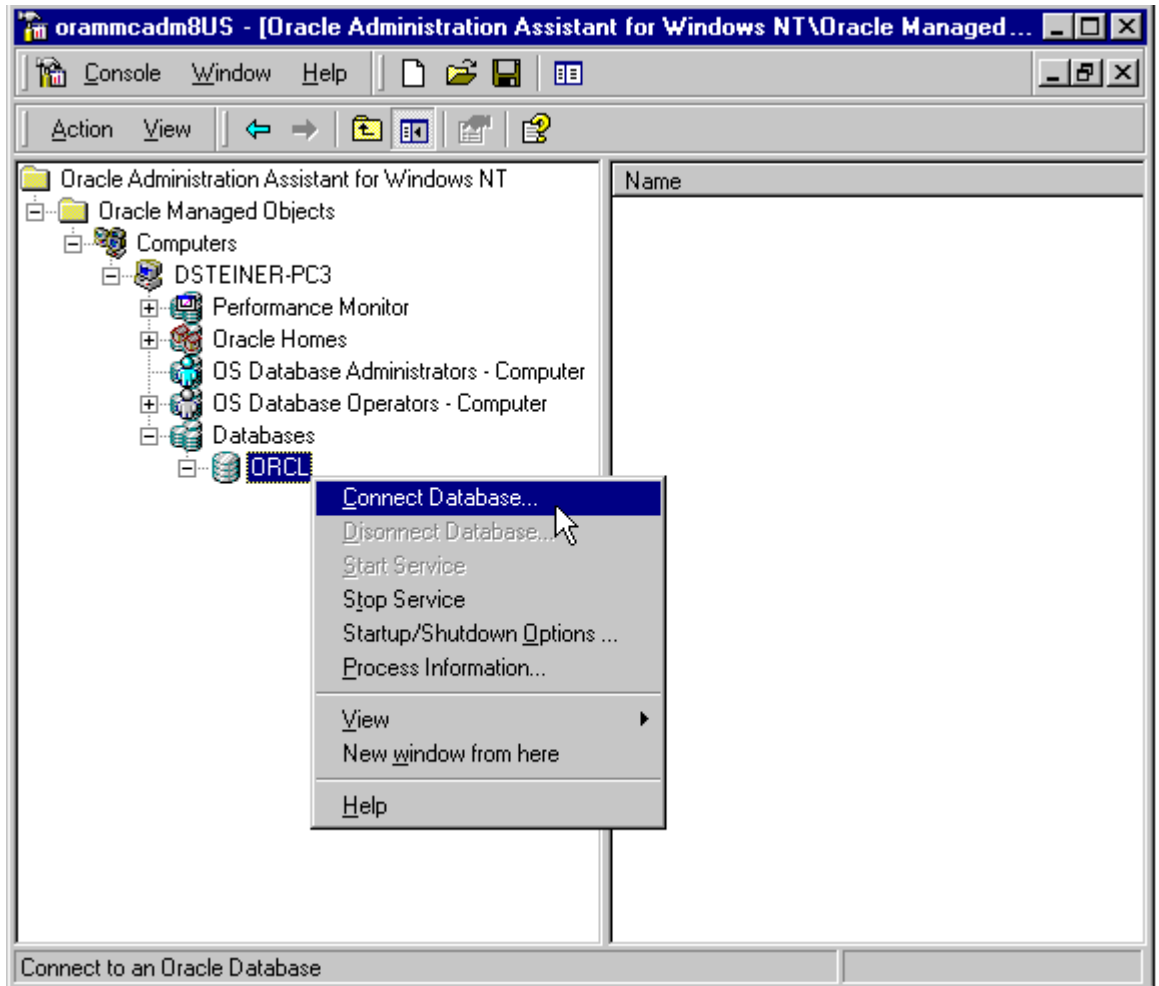 orammcadm8US - [Oracle Administration Assistant for Windows NT\Oracle Managed...
Console Window Help
Action View
Oracle Administration Assistant for Windows NT
Name
Oracle Managed Objects
Computers
DSTEINER-PC3
Performance Monitor
Oracle Homes
OS Database Administrators - Computer
OS Database Operators - Computer
Databases
ORCL
Connect Database...
Disonnect Database...
Start Service
Stop Service
Startup/Shutdown Options ...
Process Information...
View
New window from here
Help
Connect to an Oracle Database